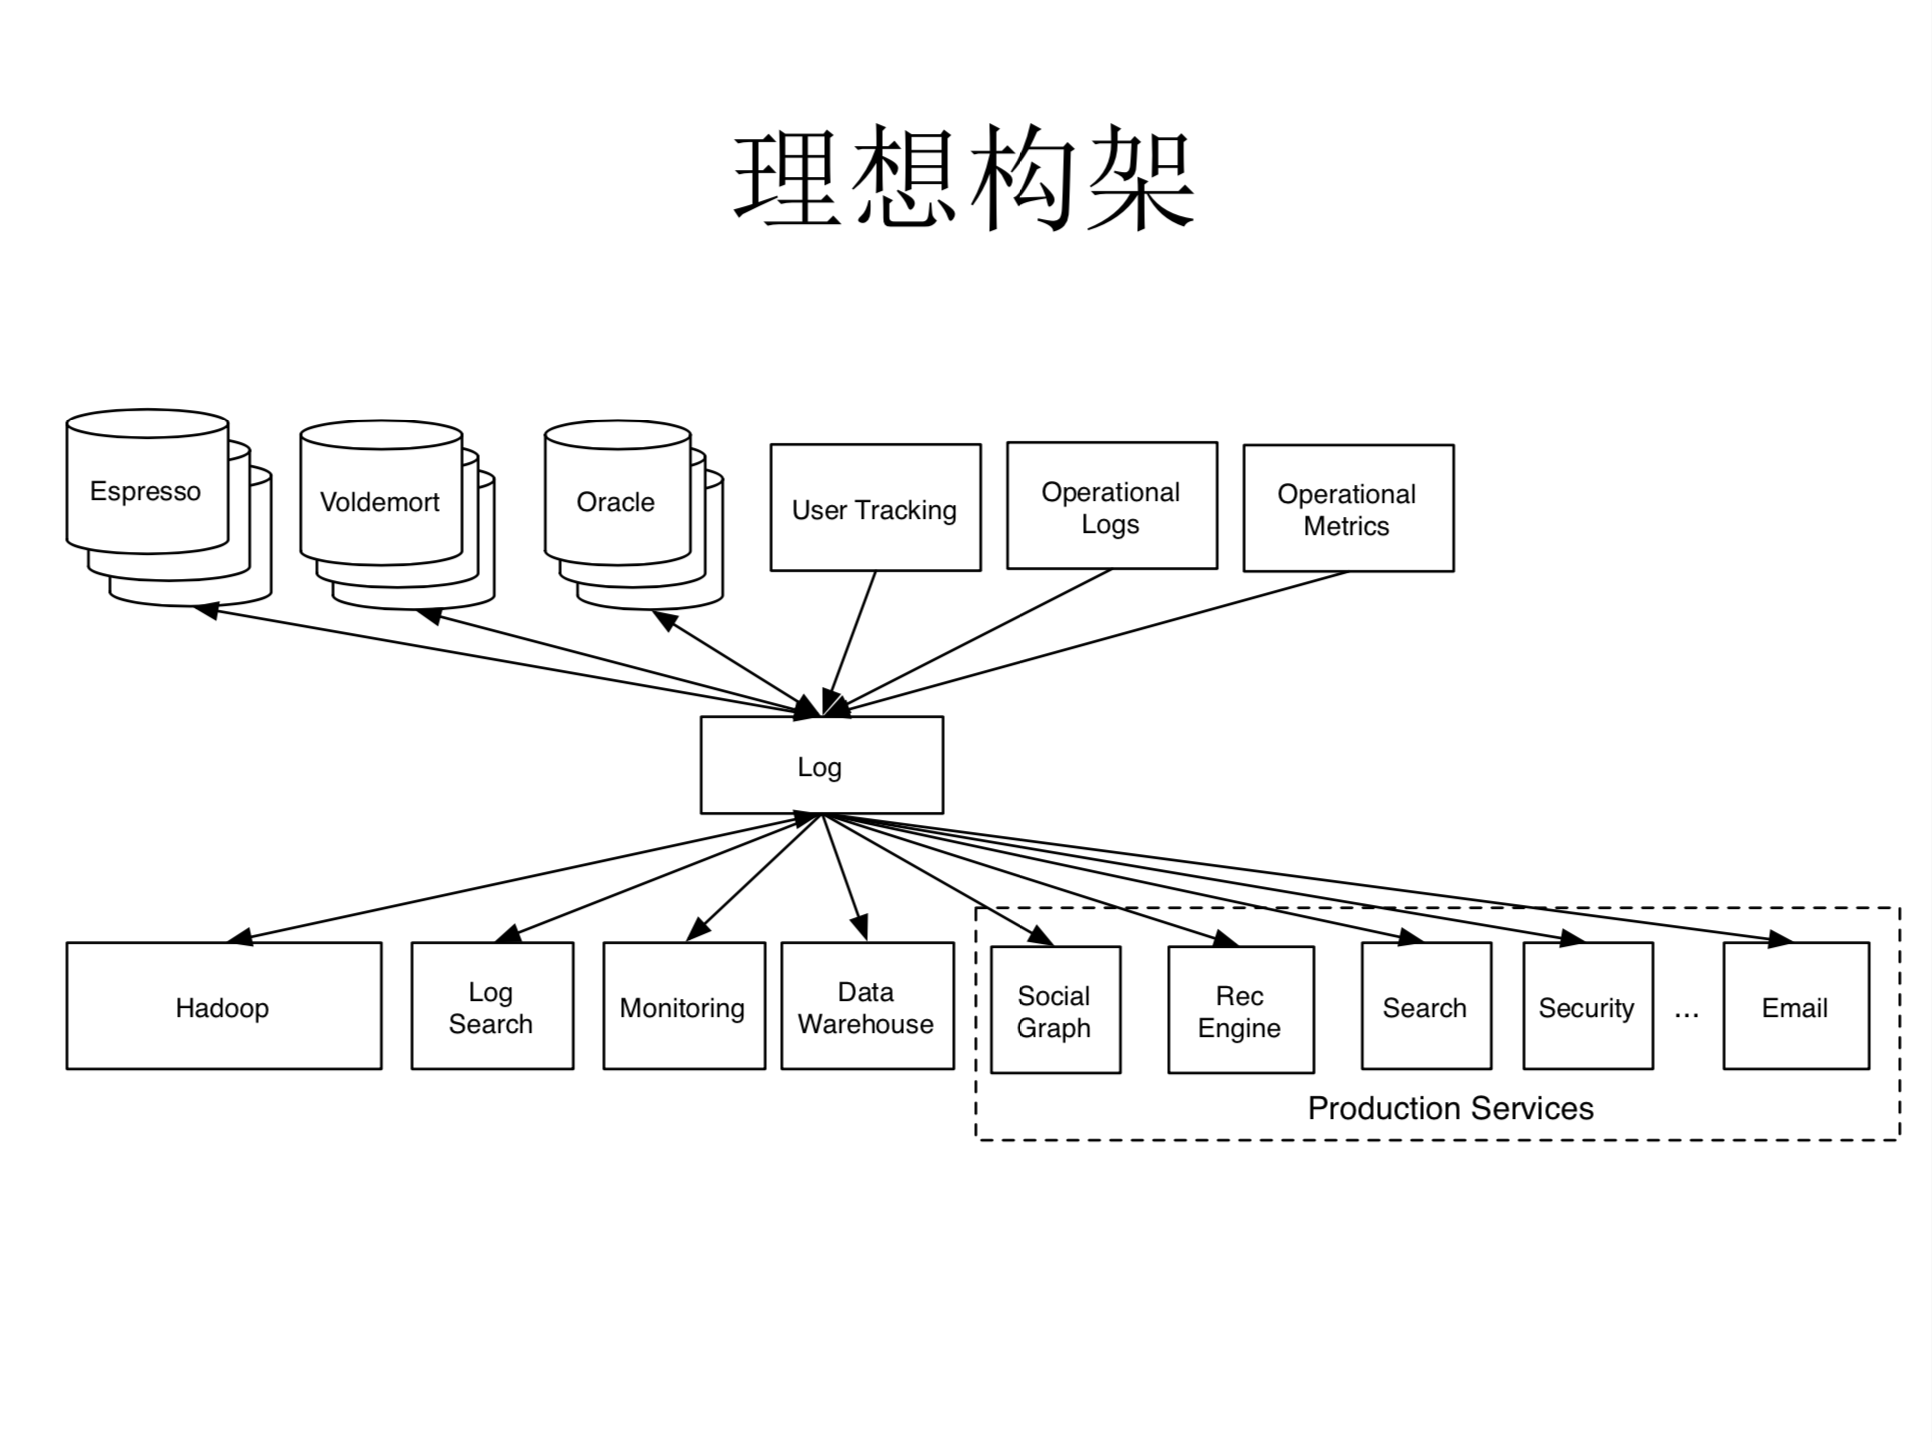 理想构架
Espresso
Voldemort
Oracle
User Tracking
Operational
Logs
Operational
Metrics
Log
Hadoop
Log
Search
Monitoring
Data
Warehouse
Social
Graph
Rec
Engine
Search
Security
...
Email
Production Services